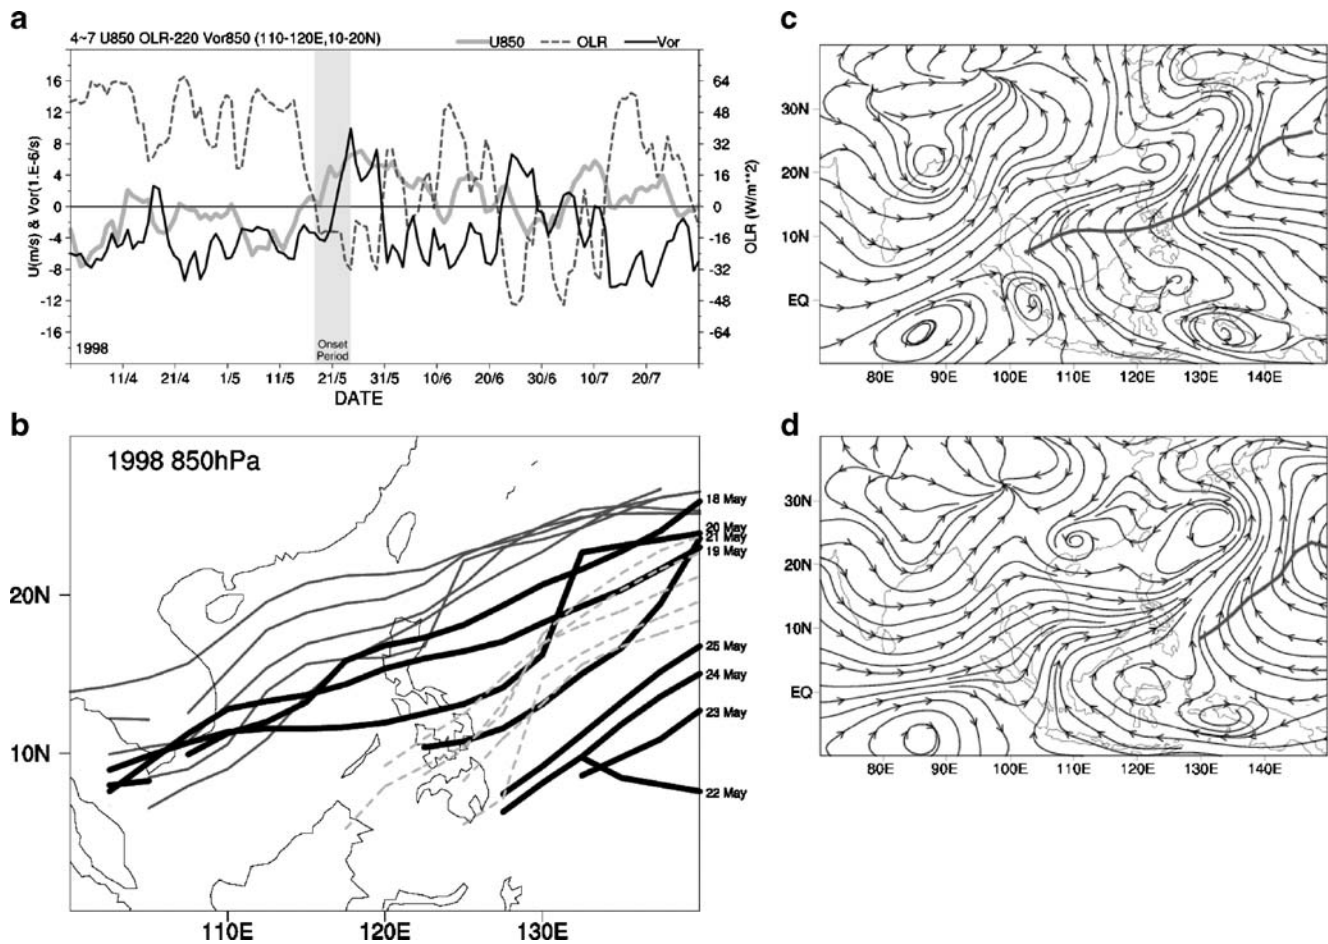 a
4~7 U850 OLR-220 Vor850 (110-120E,10-20N)
U850 OLR Vor
16
12
8
4
0
-4
-8
-12
-16
U(m/s) & Vor(1.E-6/s)
64
48
32
16
0
-16
-32
-48
-64
OLR (W/m**2)
1998
Onset
Period
11/4 21/4 1/5 11/5 21/5 31/5 10/6 20/6 30/6 10/7 20/7
DATE
b
1998 850hPa
20N
10N
18 May
20 May
21 May
19 May
25 May
24 May
23 May
22 May
110E 120E 130E
c
30N
20N
10N
EQ
80E 90E 100E 110E 120E 130E 140E
d
30N
20N
10N
EQ
80E 90E 100E 110E 120E 130E 140E